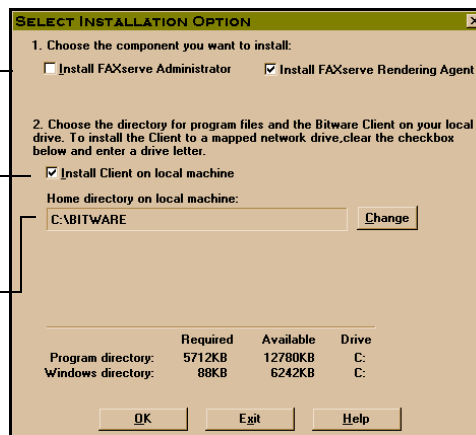 SELECT INSTALLATION OPTION
1. Choose the component you want to install:
Install FAXserve Administrator Install FAXserve Rendering Agent
2. Choose the directory for program files and the Bitware Client on your local
drive. To install the Client to a mapped network drive,clear the checkbox
below and enter a drive letter.
Install Client on local machine
Home directory on local machine:
C:\BITWARE Change
Required Available Drive
Program directory: 5712KB 12780KB C:
Windows directory: 88KB 6242KB C:
OK Exit Help